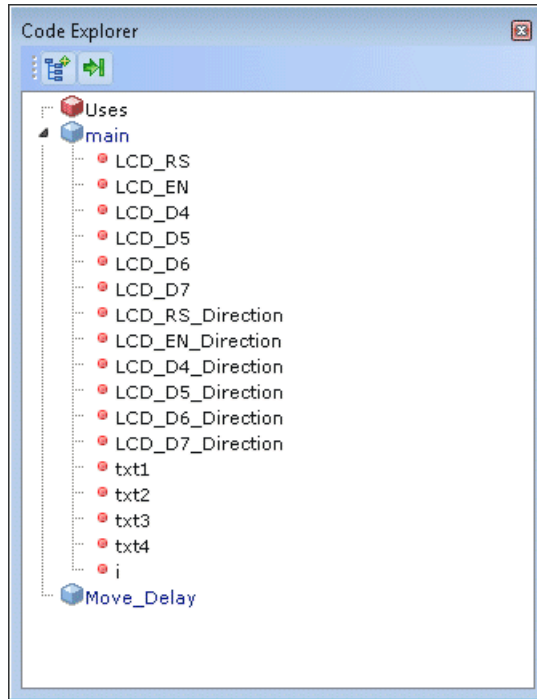 Code Explorer
Uses
main
LCD_RS
LCD_EN
LCD_D4
LCD_D5
LCD_D6
LCD_D7
LCD_RS_Direction
LCD_EN_Direction
LCD_D4_Direction
LCD_D5_Direction
LCD_D6_Direction
LCD_D7_Direction
txt1
txt2
txt3
txt4
i
Move_Delay